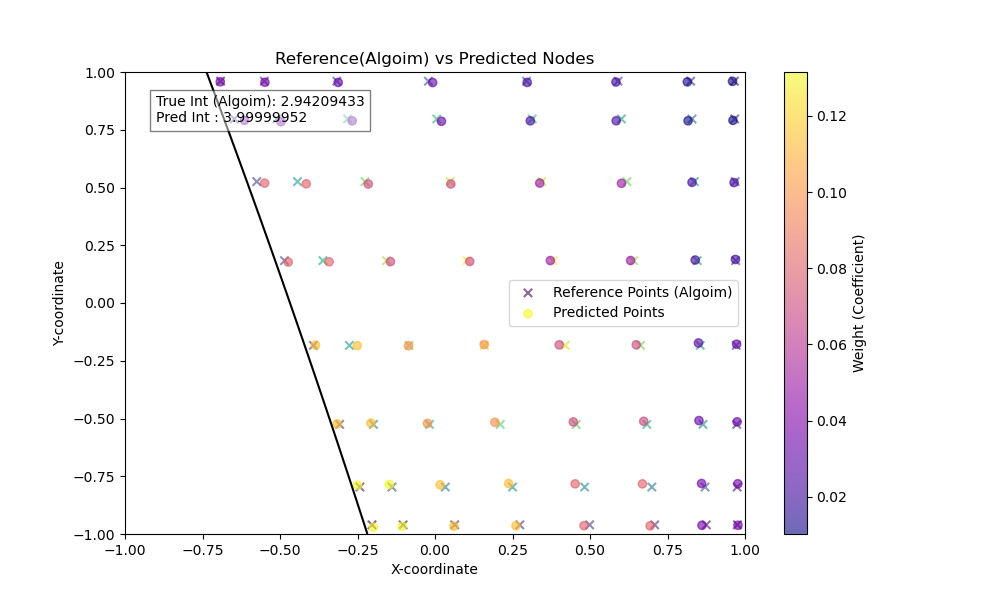 Reference(Algoim) vs Predicted Nodes
True Int (Algoim): 2.94209433
Pred Int : 3.99999952
1.00
0.75
0.50
0.25
0.00
−0.25
−0.50
−0.75
−1.00
Y-coordinate
Reference Points (Algoim)
Predicted Points
−1.00 −0.75 −0.50 −0.25 0.00 0.25 0.50 0.75 1.00
X-coordinate
0.12
0.10
0.08
0.06
0.04
0.02
Weight (Coefficient)